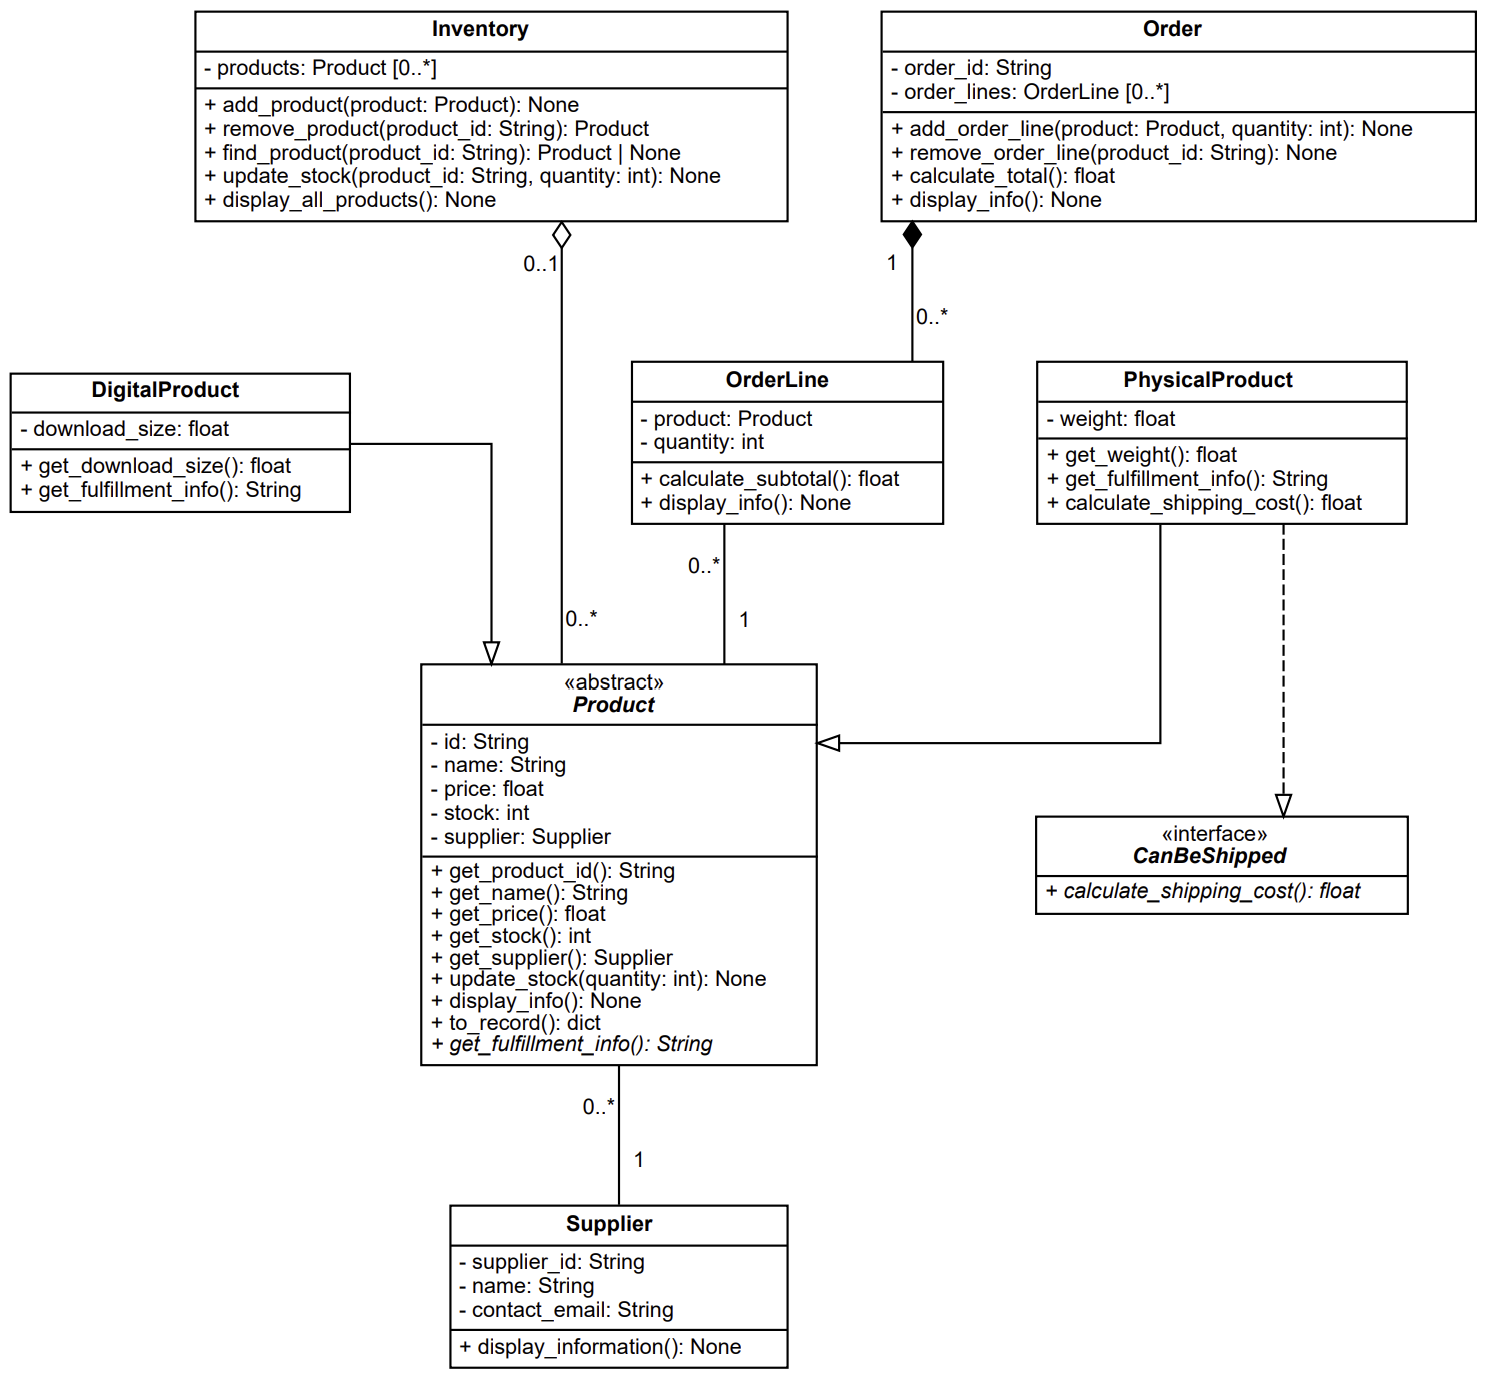 Inventory
- products: Product [0..*]
+ add_product(product: Product): None
+ remove_product(product_id: String): Product
+ find_product(product_id: String): Product | None
+ update_stock(product_id: String, quantity: int): None
+ display_all_products(): None
Order
- order_id: String
- order_lines: OrderLine [0..*]
+ add_order_line(product: Product, quantity: int): None
+ remove_order_line(product_id: String): None
+ calculate_total(): float
+ display_info(): None
0..1
1
0..*
DigitalProduct
- download_size: float
+ get_download_size(): float
+ get_fulfillment_info(): String
OrderLine
- product: Product
- quantity: int
+ calculate_subtotal(): float
+ display_info(): None
PhysicalProduct
- weight: float
+ get_weight(): float
+ get_fulfillment_info(): String
+ calculate_shipping_cost(): float
0..*
0..*
1
«abstract»
Product
- id: String
- name: String
- price: float
- stock: int
- supplier: Supplier
+ get_product_id(): String
+ get_name(): String
+ get_price(): float
+ get_stock(): int
+ get_supplier(): Supplier
+ update_stock(quantity: int): None
+ display_info(): None
+ to_record(): dict
+ get_fulfillment_info(): String
«interface»
CanBeShipped
+ calculate_shipping_cost(): float
0..*
1
Supplier
- supplier_id: String
- name: String
- contact_email: String
+ display_information(): None